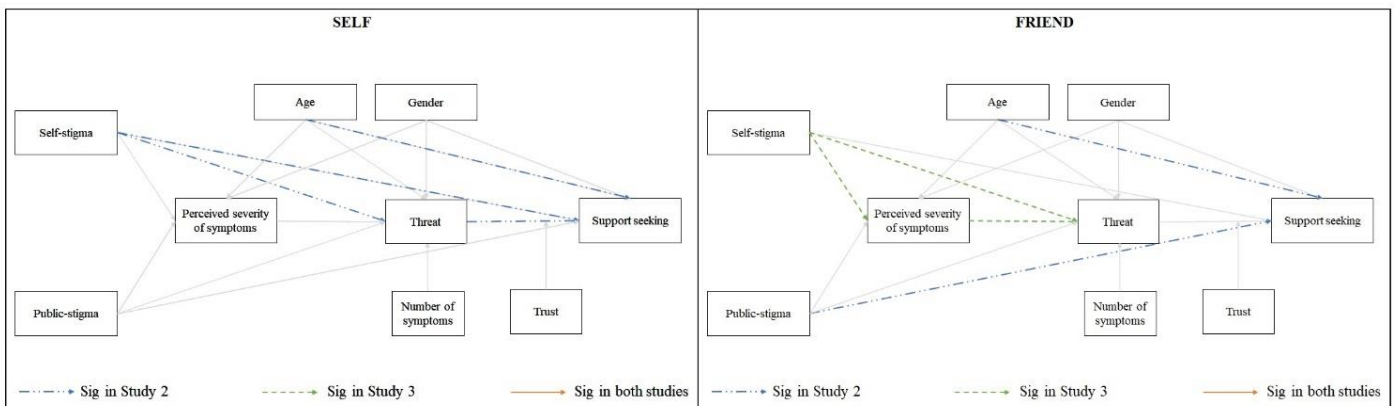 SELF
Age
Gender
Self-stigma
Perceived severity
of symptoms
Threat
Support seeking
Public-stigma
Number of
symptoms
Trust
Sig in Study 2
Sig in Study 3
Sig in both studies
FRIEND
Age
Gender
Self-stigma
Perceived severity
of symptoms
Threat
Support seeking
Public-stigma
Number of
symptoms
Trust
Sig in Study 2
Sig in Study 3
Sig in both studies